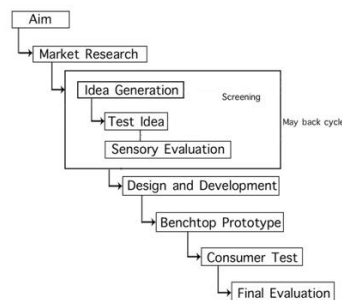 Aim
Market Research
Idea Generation
Screening
Test Idea
May back cycle
Sensory Evaluation
Design and Development
Benchtop Prototype
Consumer Test
Final Evaluation